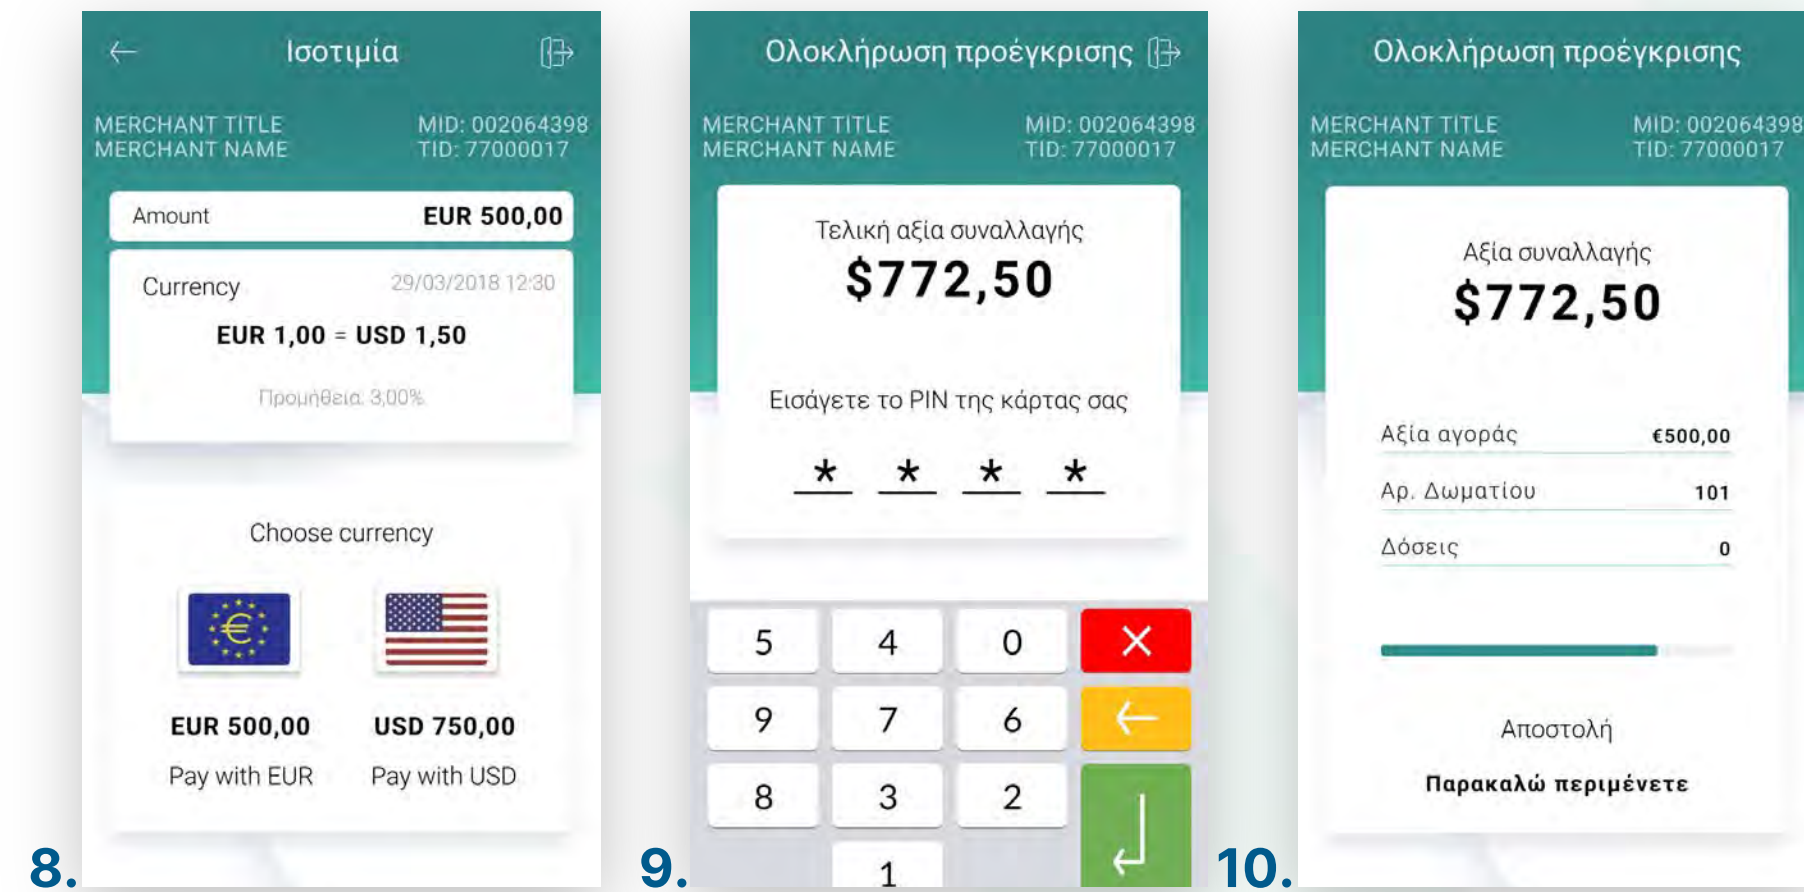 Ισοτιμία
MERCHANT TITLE MID: 002064398
MERCHANT NAME TID: 77000017
Amount EUR 500,00
Currency 29/03/2018 12:30
EUR 1,00 = USD 1,50
Προμήθεια: 3,00%
Choose currency
EUR 500,00 USD 750,00
Pay with EUR Pay with USD
8.
Ολοκλήρωση προέγκρισης
MERCHANT TITLE MID: 002064398
MERCHANT NAME TID: 77000017
Τελική αξία συναλλαγής
$772,50
Εισάγετε το PIN της κάρτας σας
* * * *
5 4 0
9 7 6
8 3 2
1
9.
Ολοκλήρωση προέγκρισης
MERCHANT TITLE MID: 002064398
MERCHANT NAME TID: 77000017
Αξία συναλλαγής
$772,50
Αξία αγοράς €500,00
Αρ. Δωματίου 101
Δόσεις 0
Αποστολή
Παρακαλώ περιμένετε
10.